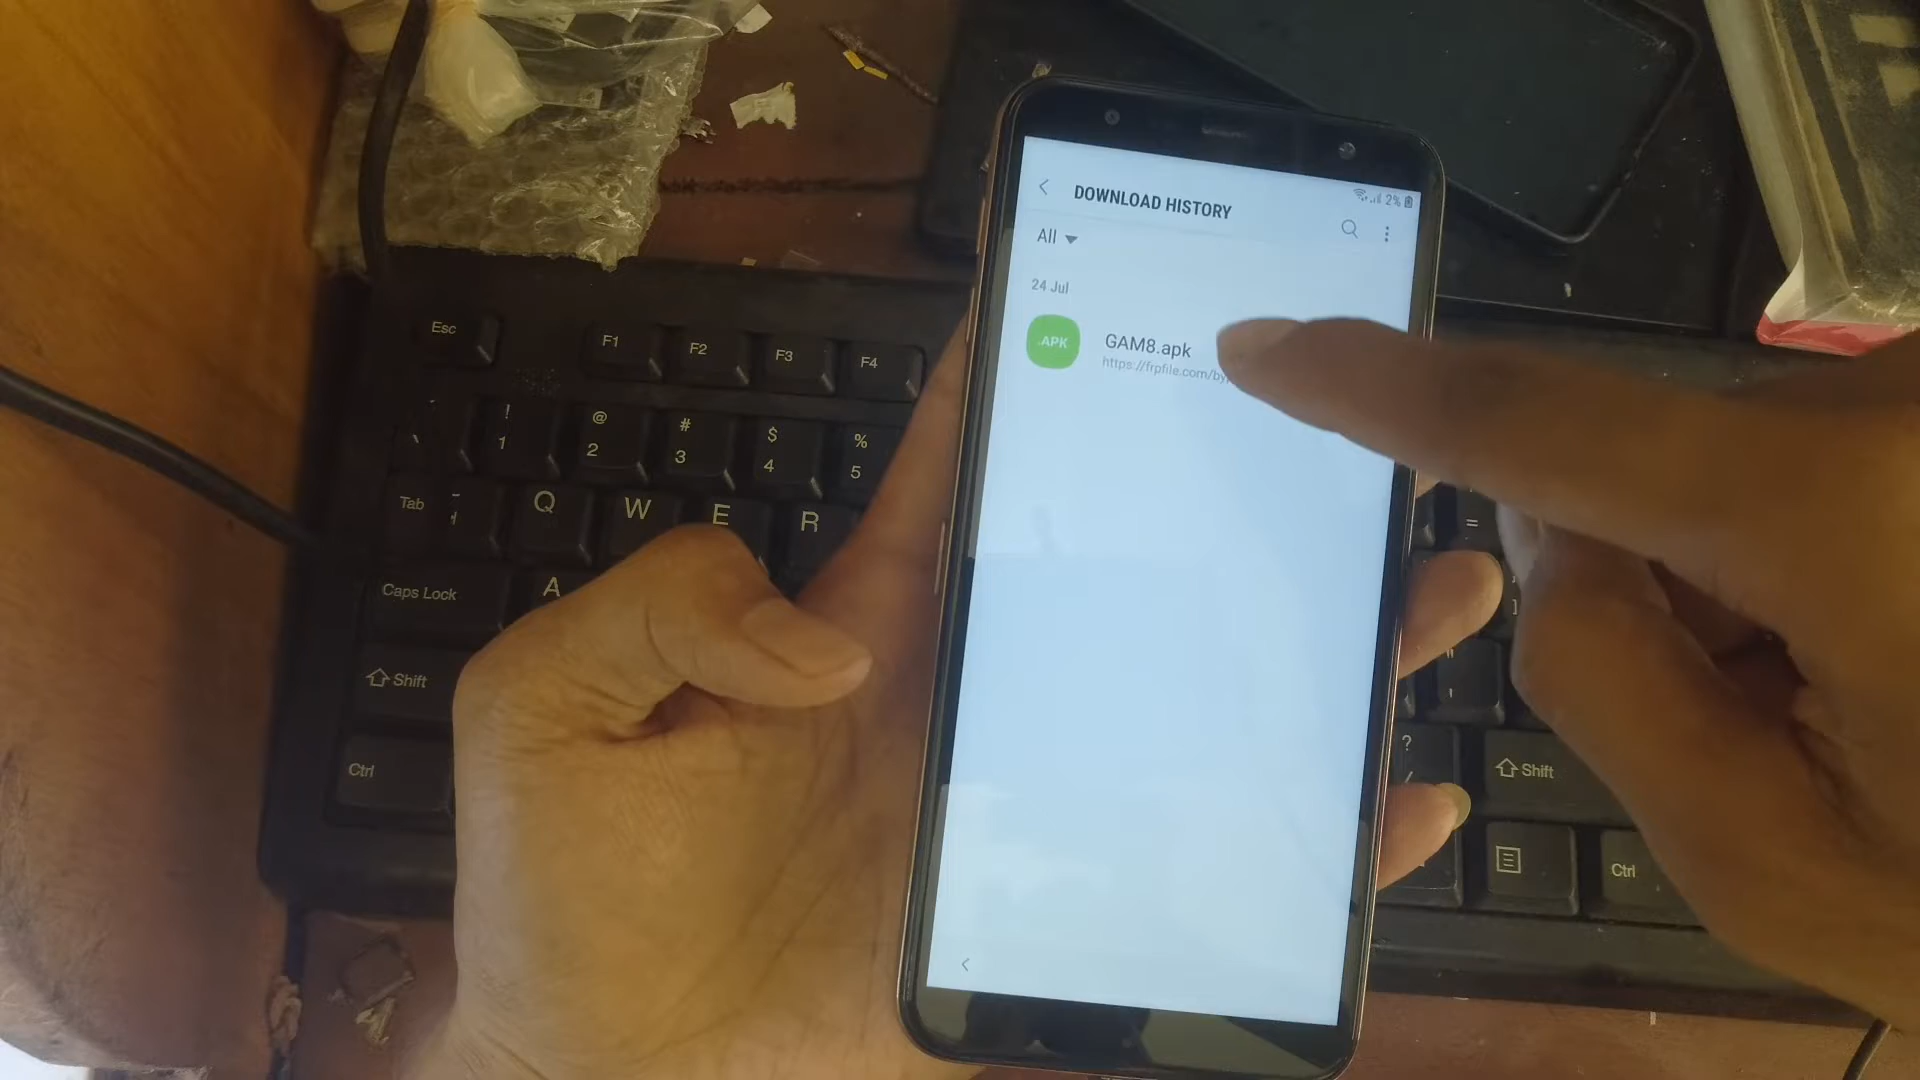 DOWNLOAD HISTORY
2%
All
24 Jul
.APK
GAM8.apk
https://frpfile.com/by
Esc
F1
F2
F3
F4
!
1
@
2
#
3
$
4
%
5
Tab
Q
W
E
R
=
Caps Lock
A
]
"
Shift
?
/
Shift
Ctrl
Ctrl